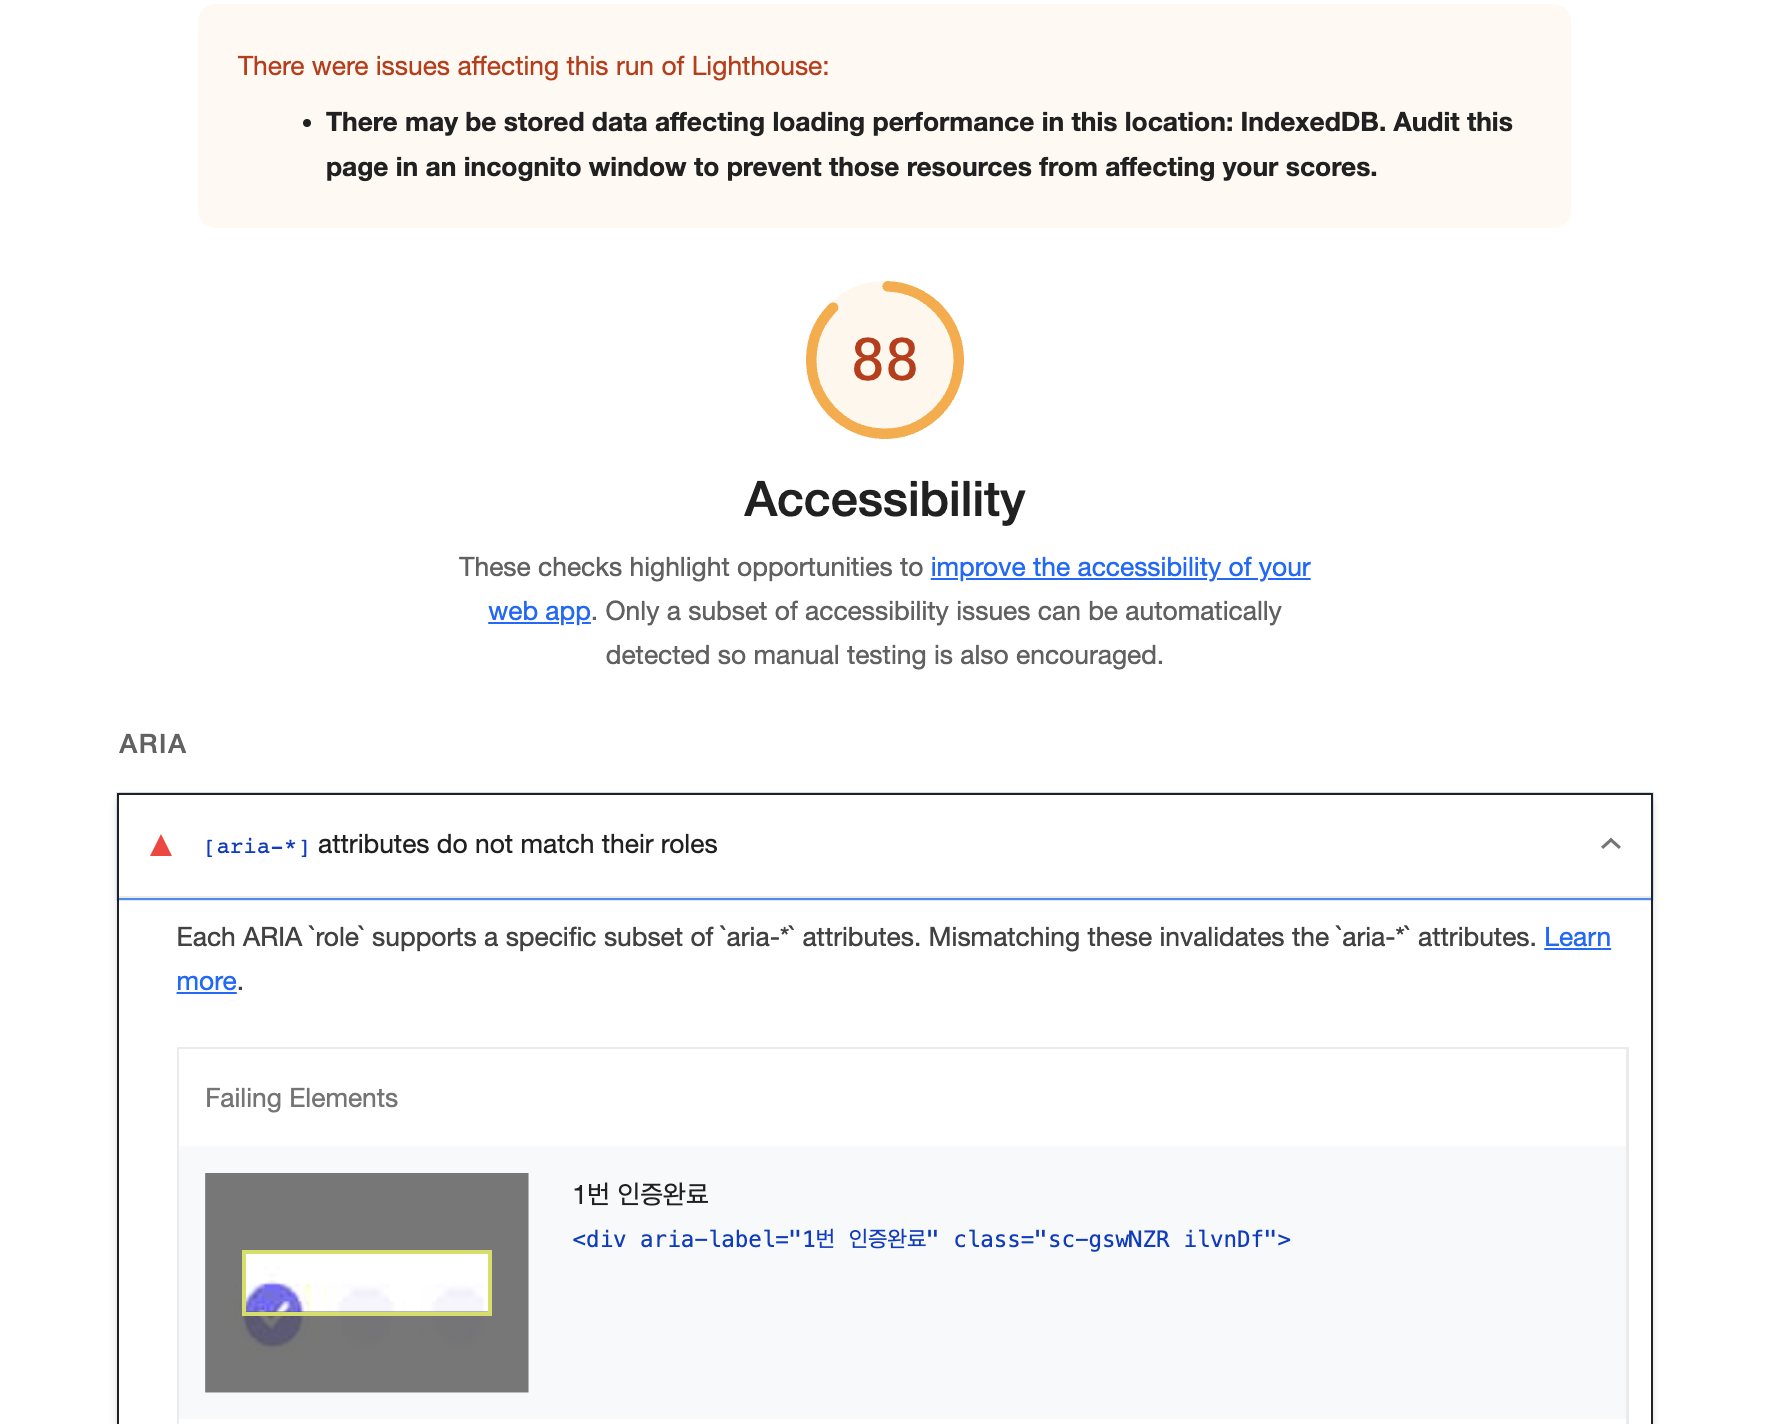 There were issues affecting this run of Lighthouse:
• There may be stored data affecting loading performance in this location: IndexedDB. Audit this
page in an incognito window to prevent those resources from affecting your scores.
88
Accessibility
These checks highlight opportunities to improve the accessibility of your
web app. Only a subset of accessibility issues can be automatically
detected so manual testing is also encouraged.
ARIA
[aria-*] attributes do not match their roles
Each ARIA `role` supports a specific subset of `aria-*` attributes. Mismatching these invalidates the `aria-*` attributes. Learn
more.
Failing Elements
1번 인증완료
<div aria-label="1번 인증완료" class="sc-gswNZR ilvnDf">